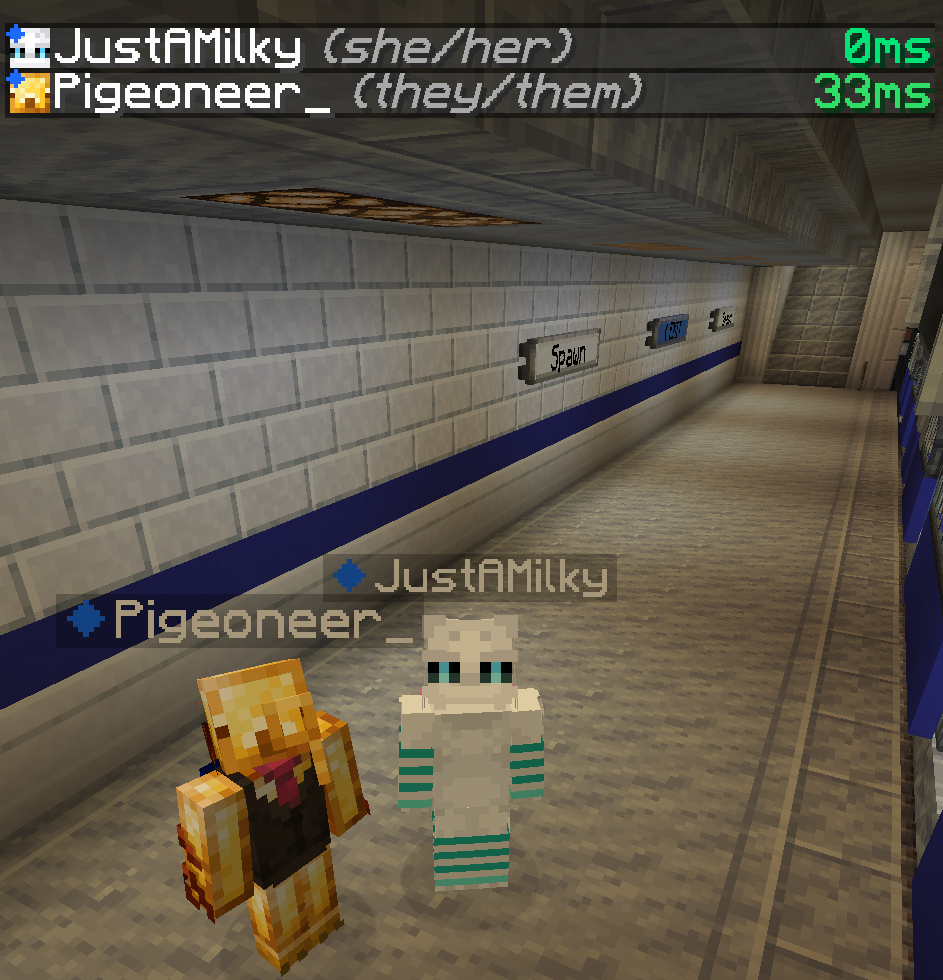 JustAMilky (she/her) 0ms
Pigeoneer_ (they/them) 33ms
Spawn
JustAMilky
Pigeoneer_